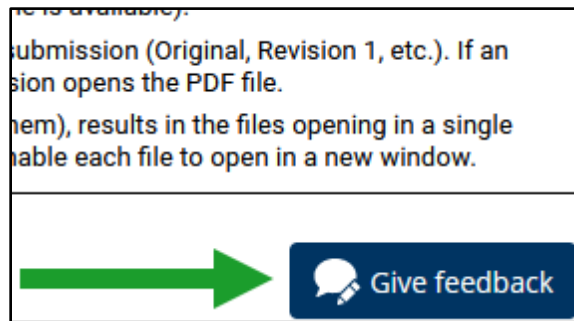 submission (Original, Revision 1, etc.). If an
sion opens the PDF file.
hem), results in the files opening in a single
nable each file to open in a new window.
Give feedback